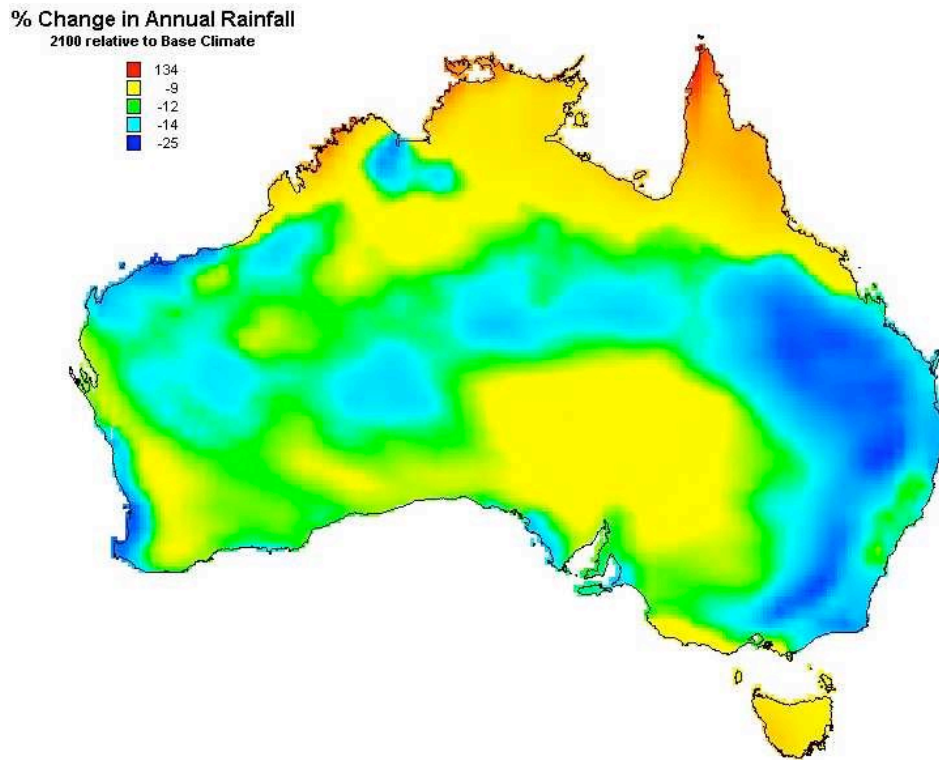 % Change in Annual Rainfall
2100 relative to Base Climate
134
-9
-12
-14
-25